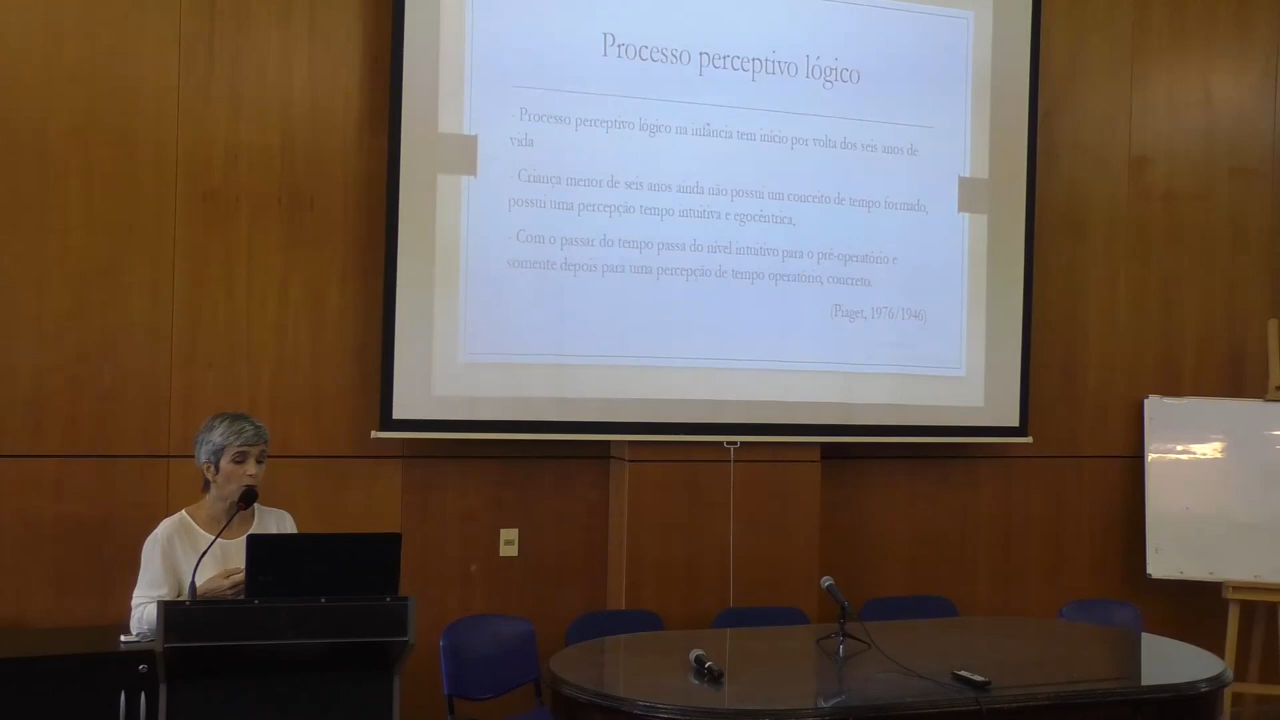 Processo perceptivo lógico
- Processo perceptivo lógico na infância tem início por volta dos seis anos de
vida
- Criança menor de seis anos ainda não possui um conceito de tempo formado,
possui uma percepção tempo intuitiva e egocêntrica,
- Com o passar do tempo passa do nível intuitivo para o pré-operatório e
somente depois para uma percepção de tempo operatório, concreto.
(Piaget, 1976/1946)